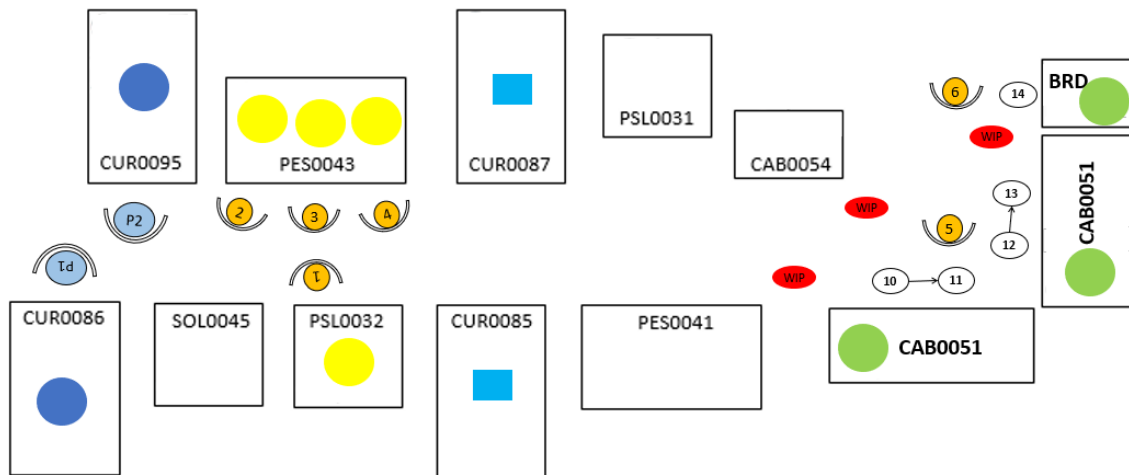 CUR0095
PES0043
CUR0087
PSL0031
CAB0054
BRD
6
14
WIP
CAB0051
13
12
5
WIP
P2
2
3
4
P1
1
WIP
10
11
CUR0086
SOL0045
PSL0032
CUR0085
PES0041
CAB0051